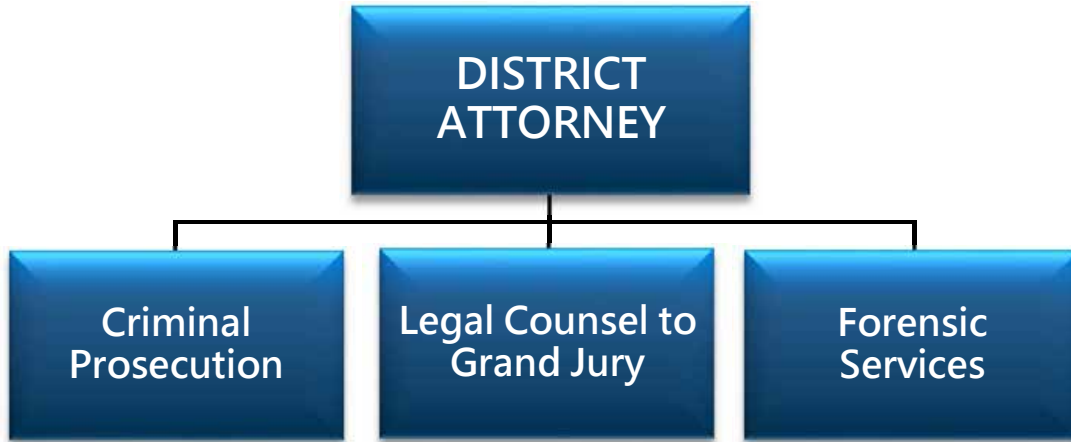 DISTRICT
ATTORNEY
Criminal
Prosecution
Legal Counsel to
Grand Jury
Forensic
Services